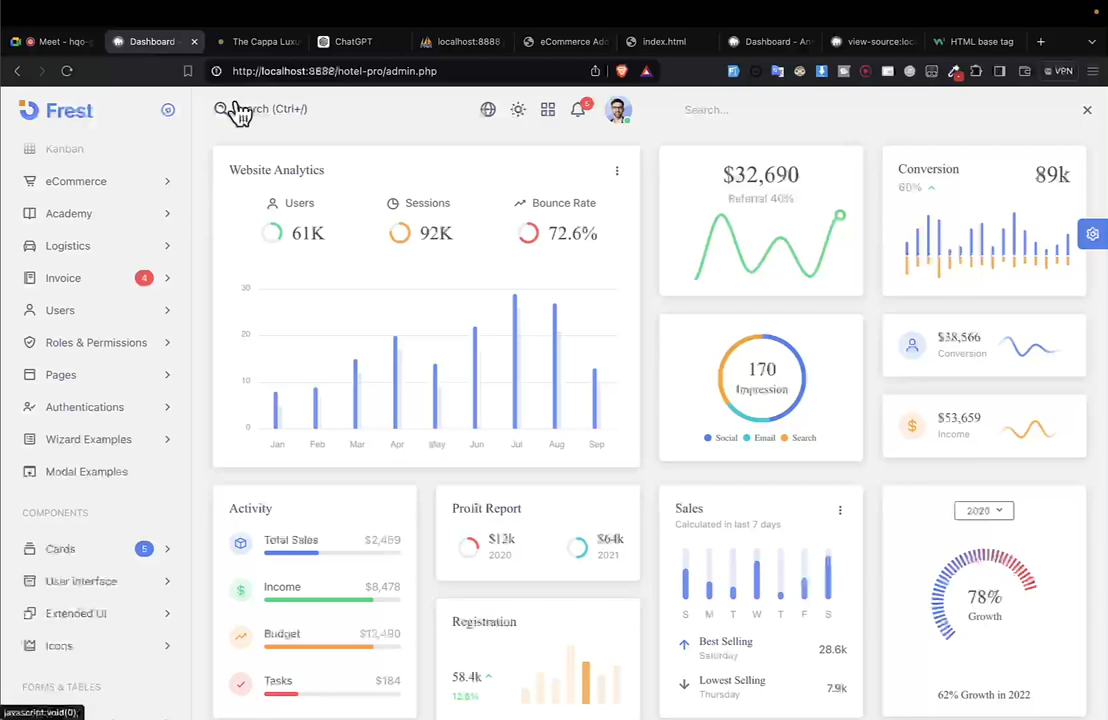 Meet - hqo-
Dashboard -
The Cappa Luxu
ChatGPT
localhost:8888
eCommerce Add
index.html
Dashboard - An
view-source:loc
HTML base tag
http://localhost:8888/hotel-pro/admin.php
VPN
Frest
(Ctrl+/)
5
Search...
Kanban
eCommerce
Academy
Logistics
Invoice 4
Users
Roles & Permissions
Pages
Authentications
Wizard Examples
Modal Examples
COMPONENTS
Cards 5
User interface
Extended UI
Icons
FORMS & TABLES
javascript:void(0);
Website Analytics
Users
61K
Sessions
92K
Bounce Rate
72.6%
30
20
10
0
Jan Feb Mar Apr May Jun Jul Aug Sep
$32,690
Referral 40%
Conversion
60%
89k
170
Impression
Social Email Search
$38,566
Conversion
$53,659
Income
Activity
Total Sales $2,459
Income $8,478
Budget $12,490
Tasks $184
Profit Report
$12k
2020
$64k
2021
Registration
58.4k
12.8%
Sales
Calculated in last 7 days
S M T W T F S
Best Selling
Saturday
28.6k
Lowest Selling
Thursday
7.9k
2020
78%
Growth
62% Growth in 2022